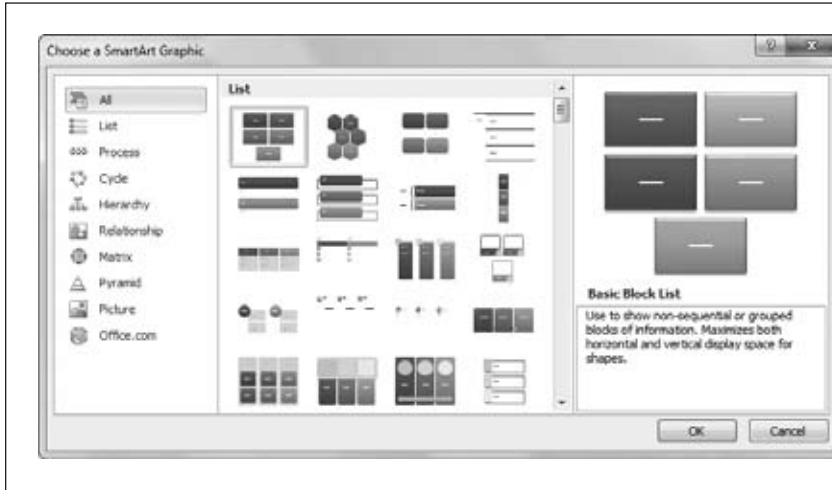 Choose a SmartArt Graphic
All
List
Process
Cycle
Hierarchy
Relationship
Matrix
Pyramid
Picture
Office.com
List
Basic Block List
Use to show non-sequential or grouped
blocks of information. Maximizes both
horizontal and vertical display space for
shapes.
OK
Cancel